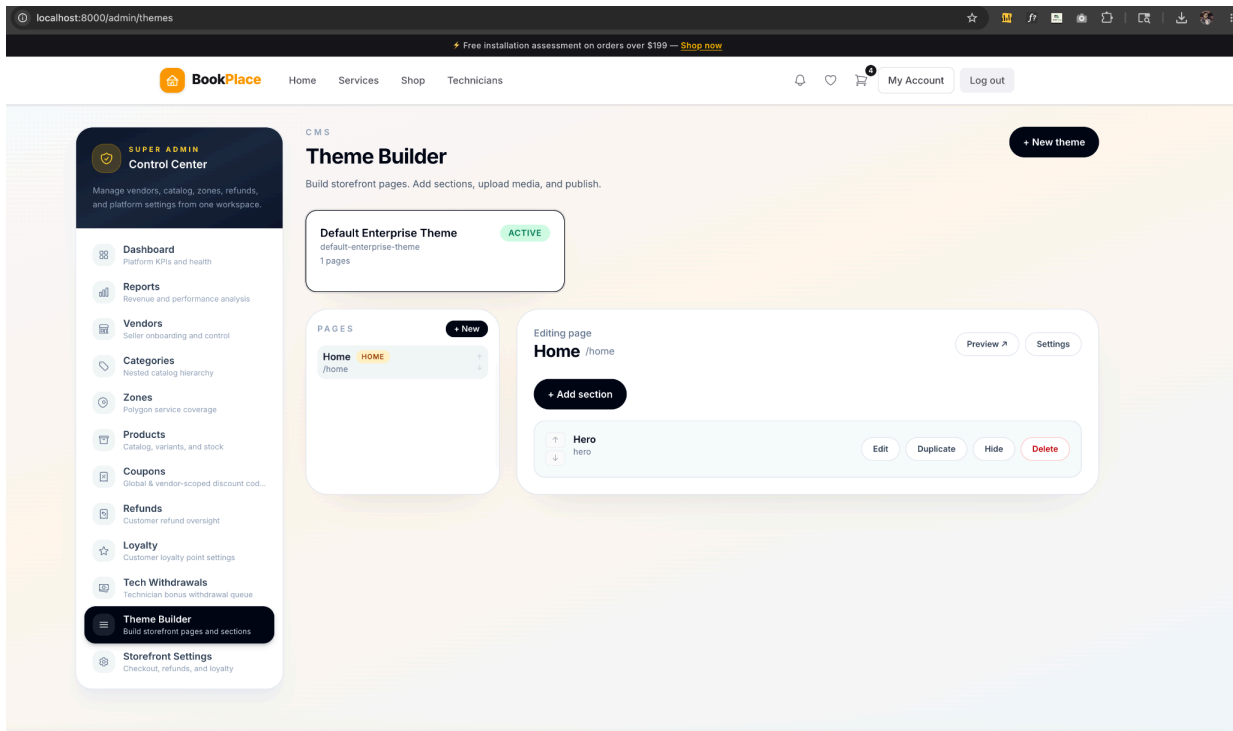 localhost:8000/admin/themes
⚡ Free installation assessment on orders over $199 — Shop now
BookPlace
Home
Services
Shop
Technicians
4
My Account
Log out
SUPER ADMIN
Control Center
Manage vendors, catalog, zones, refunds,
and platform settings from one workspace.
Dashboard
Platform KPIs and health
Reports
Revenue and performance analysis
Vendors
Seller onboarding and control
Categories
Nested catalog hierarchy
Zones
Polygon service coverage
Products
Catalog, variants, and stock
Coupons
Global & vendor-scoped discount cod...
Refunds
Customer refund oversight
Loyalty
Customer loyalty point settings
Tech Withdrawals
Technician bonus withdrawal queue
Theme Builder
Build storefront pages and sections
Storefront Settings
Checkout, refunds, and loyalty
CMS
Theme Builder
Build storefront pages. Add sections, upload media, and publish.
+ New theme
Default Enterprise Theme
ACTIVE
default-enterprise-theme
1 pages
PAGES
+ New
Home HOME
/home
Editing page
Home /home
Preview ↗
Settings
+ Add section
Hero
hero
Edit
Duplicate
Hide
Delete